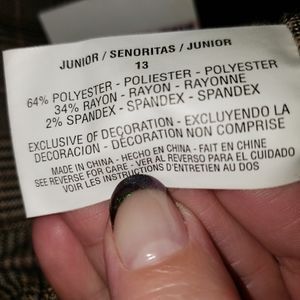 JUNIOR / SENORITAS / JUNIOR
13
64% POLYESTER - POLIESTER - POLYESTER
34% RAYON - RAYON - RAYONNE
2% SPANDEX - SPANDEX - SPANDEX
EXCLUSIVE OF DECORATION - EXCLUYENDO LA
DECORACION - DÉCORATION NON COMPRISE
MADE IN CHINA - HECHO EN CHINA - FAIT EN CHINE
SEE REVERSE FOR CARE - VER AL REVERSO PARA EL CUIDADO
VOIR LES INSTRUCTIONS D'ENTRETIEN AU DOS